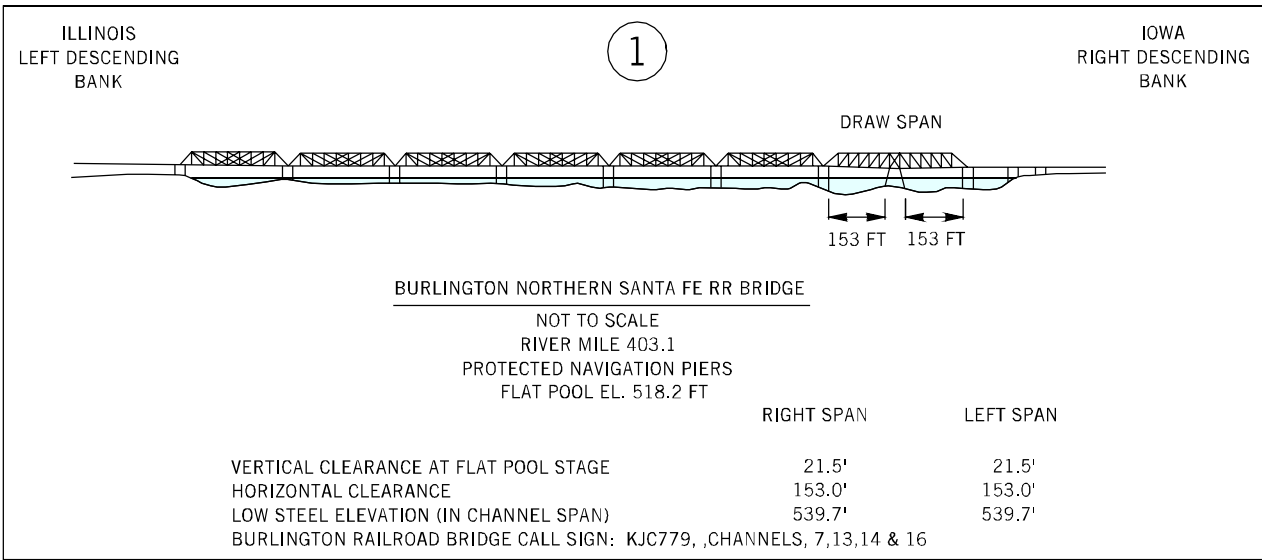 ILLINOIS
LEFT DESCENDING
BANK
1
IOWA
RIGHT DESCENDING
BANK
DRAW SPAN
153 FT 153 FT
BURLINGTON NORTHERN SANTA FE RR BRIDGE
NOT TO SCALE
RIVER MILE 403.1
PROTECTED NAVIGATION PIERS
FLAT POOL EL. 518.2 FT
RIGHT SPAN LEFT SPAN
VERTICAL CLEARANCE AT FLAT POOL STAGE 21.5' 21.5'
HORIZONTAL CLEARANCE 153.0' 153.0'
LOW STEEL ELEVATION (IN CHANNEL SPAN) 539.7' 539.7'
BURLINGTON RAILROAD BRIDGE CALL SIGN: KJC779, ,CHANNELS, 7,13,14 & 16